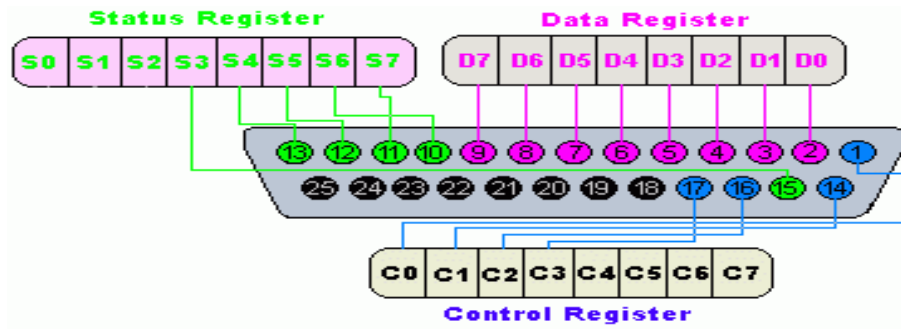 Status Register Data Register
S0 S1 S2 S3 S4 S5 S6 S7 D7 D6 D5 D4 D3 D2 D1 D0
13 12 11 10 9 8 7 6 5 4 3 2 1
25 24 23 22 21 20 19 18 17 16 15 14
C0 C1 C2 C3 C4 C5 C6 C7
Control Register